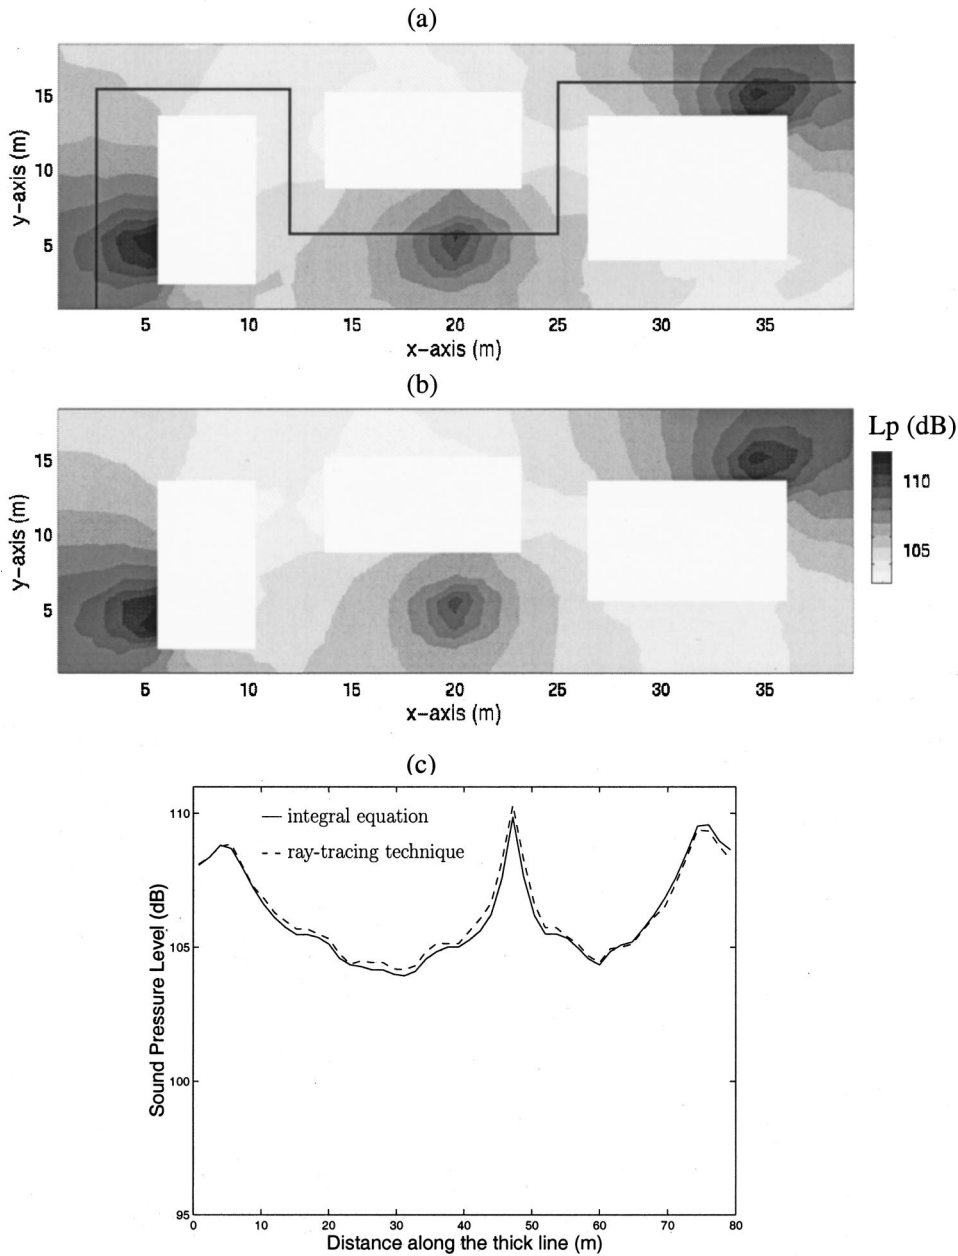 (a)
y-axis (m)
15
10
5
5 10 15 20 25 30 35
x-axis (m)
(b)
y-axis (m)
15
10
5
5 10 15 20 25 30 35
x-axis (m)
Lp (dB)
110
105
(c)
Sound Pressure Level (dB)
110
105
100
95
integral equation
ray-tracing technique
0 10 20 30 40 50 60 70 80
Distance along the thick line (m)